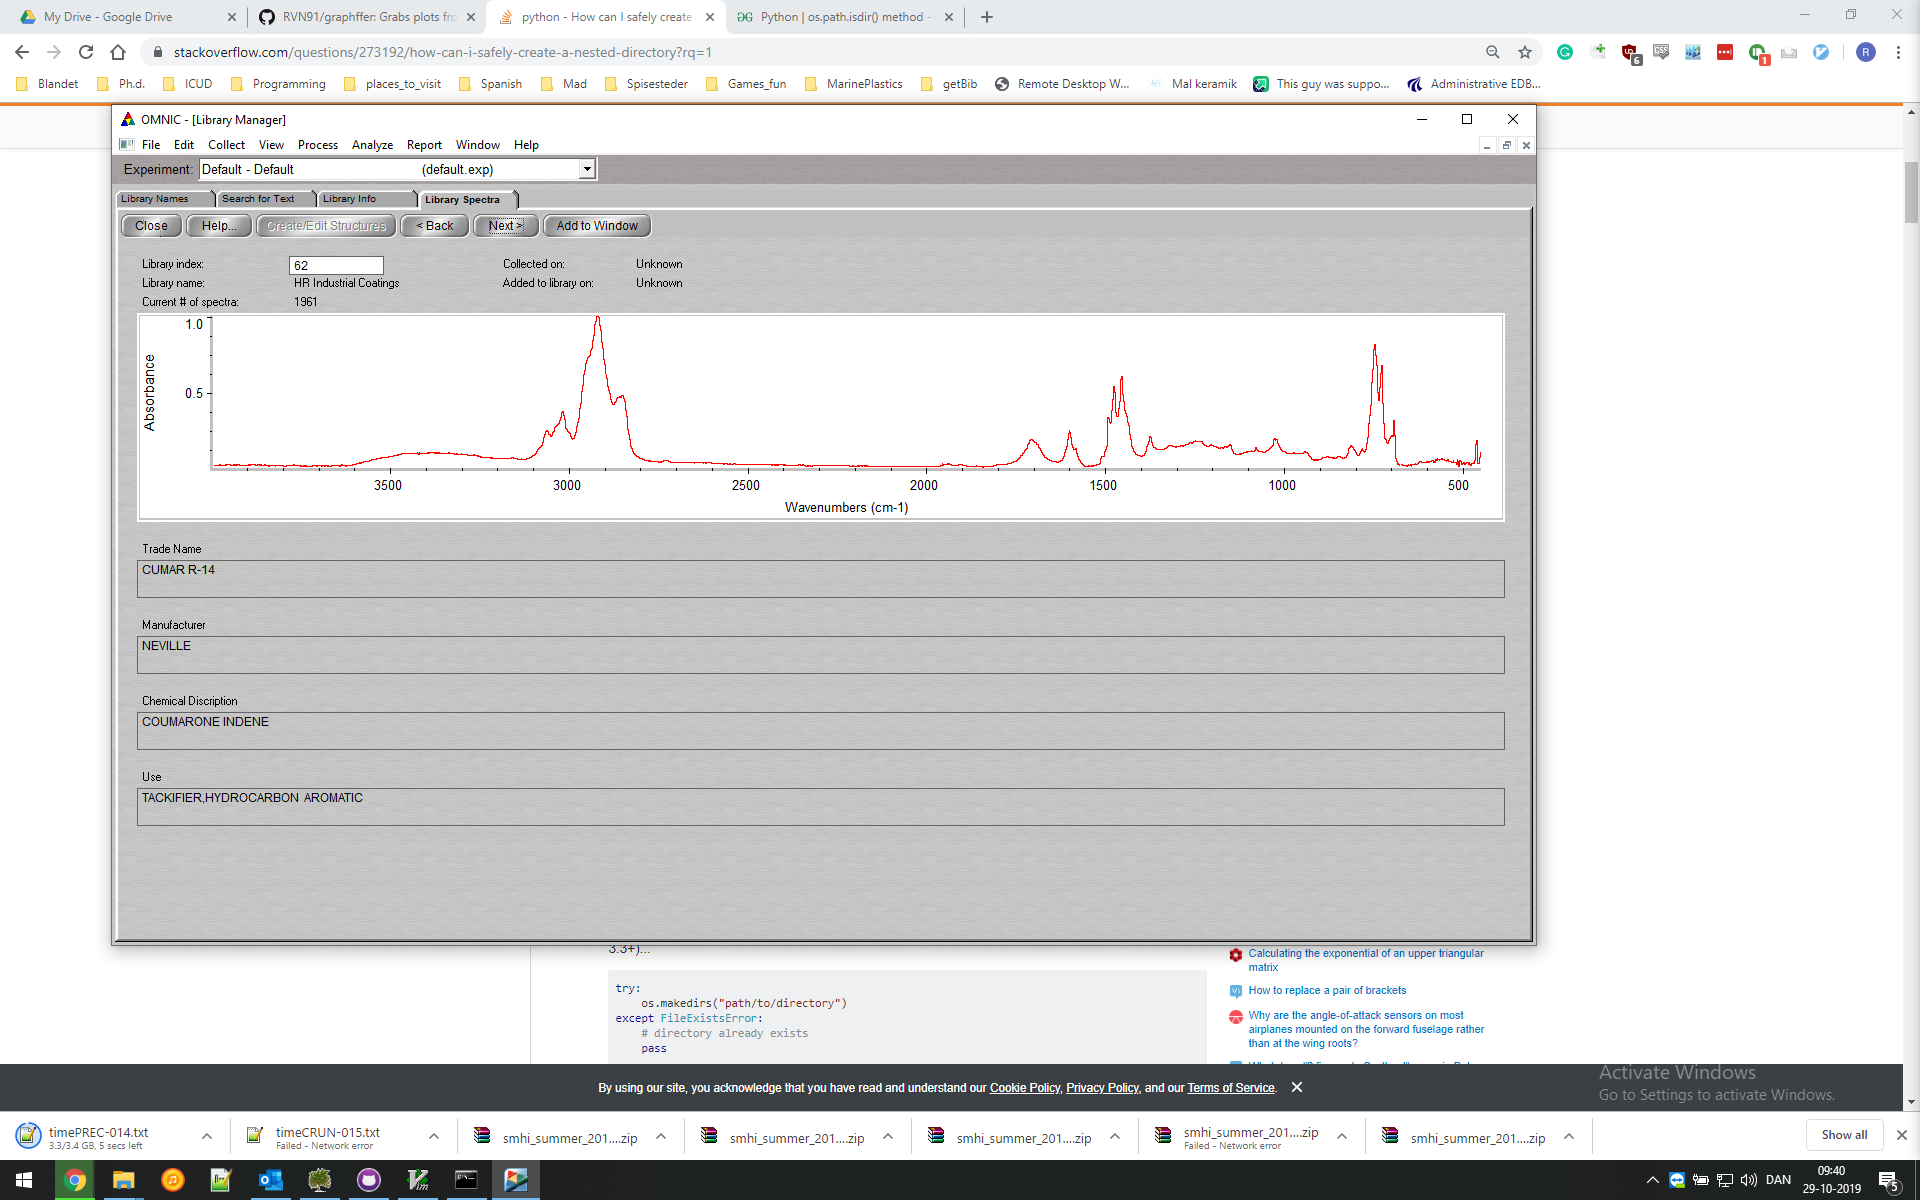 My Drive - Google Drive
RVN91/graphffer: Grabs plots fro
python - How can I safely create
Python | os.path.isdir() method -
stackoverflow.com/questions/273192/how-can-i-safely-create-a-nested-directory?rq=1
6
CSS
1
R
Blandet
Ph.d.
ICUD
Programming
places_to_visit
Spanish
Mad
Spisesteder
Games_fun
MarinePlastics
getBib
Remote Desktop W...
Mal keramik
This guy was suppo...
Administrative EDB...
OMNIC - [Library Manager]
File Edit Collect View Process Analyze Report Window Help
Experiment: Default - Default (default.exp)
Library Names
Search for Text
Library Info
Library Spectra
Close
Help...
Create/Edit Structures
< Back
Next >
Add to Window
Library index: 62 Collected on: Unknown
Library name: HR Industrial Coatings Added to library on: Unknown
Current # of spectra: 1961
1.0
0.5
Absorbance
3500 3000 2500 2000 1500 1000 500
Wavenumbers (cm-1)
Trade Name
CUMAR R-14
Manufacturer
NEVILLE
Chemical Discription
COUMARONE INDENE
Use
TACKIFIER,HYDROCARBON AROMATIC
3.3+)...
try:
os.makedirs("path/to/directory")
except FileExistsError:
# directory already exists
pass
Calculating the exponential of an upper triangular
matrix
How to replace a pair of brackets
Why are the angle-of-attack sensors on most
airplanes mounted on the forward fuselage rather
than at the wing roots?
By using our site, you acknowledge that you have read and understand our Cookie Policy, Privacy Policy, and our Terms of Service.
Activate Windows
Go to Settings to activate Windows.
timePREC-014.txt
3.3/3.4 GB, 5 secs left
timeCRUN-015.txt
Failed - Network error
smhi_summer_201....zip
smhi_summer_201....zip
smhi_summer_201....zip
smhi_summer_201....zip
Failed - Network error
smhi_summer_201....zip
Show all
DAN
09:40
29-10-2019
5